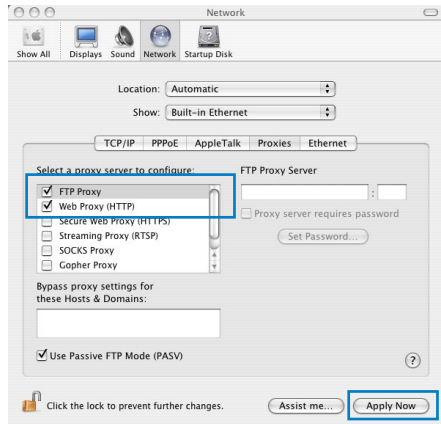 Network
Show All Displays Sound Network Startup Disk
Location: Automatic
Show: Built-in Ethernet
TCP/IP PPPoE AppleTalk Proxies Ethernet
Select a proxy server to configure: FTP Proxy Server
FTP Proxy
:
Web Proxy (HTTP)
Proxy server requires password
Secure Web Proxy (HTTPS)
Streaming Proxy (RTSP)
Set Password...
SOCKS Proxy
Gopher Proxy
Bypass proxy settings for
these Hosts & Domains:
Use Passive FTP Mode (PASV)
?
Click the lock to prevent further changes.
Assist me... Apply Now